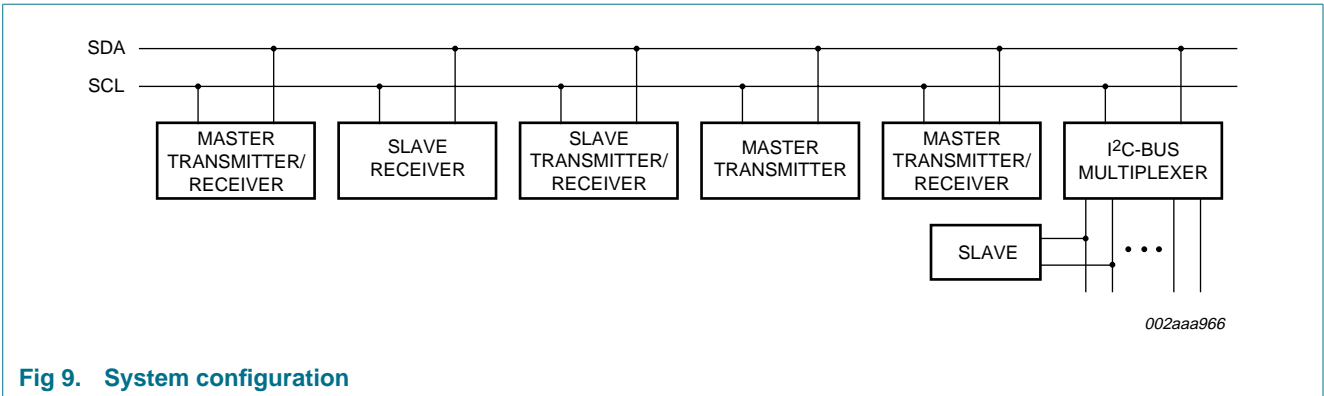 SDA
SCL
MASTER
TRANSMITTER/
RECEIVER
SLAVE
RECEIVER
SLAVE
TRANSMITTER/
RECEIVER
MASTER
TRANSMITTER
MASTER
TRANSMITTER/
RECEIVER
I2C-BUS
MULTIPLEXER
SLAVE
002aaa966
Fig 9. System configuration